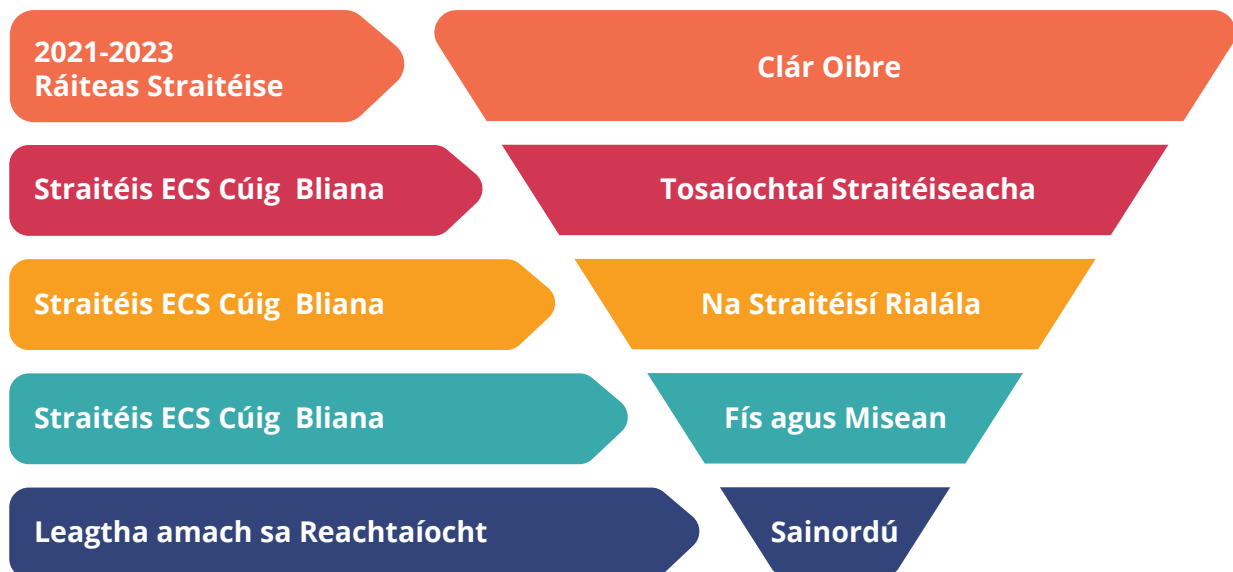 2021-2023
Ráiteas Straitéise
Clár Oibre
Straitéis ECS Cúig  Bliana
Tosaíochtaí Straitéiseacha
Straitéis ECS Cúig  Bliana
Na Straitéisí Rialála
Straitéis ECS Cúig  Bliana
Fís agus Misean
Leagtha amach sa Reachtaíocht
Sainordú